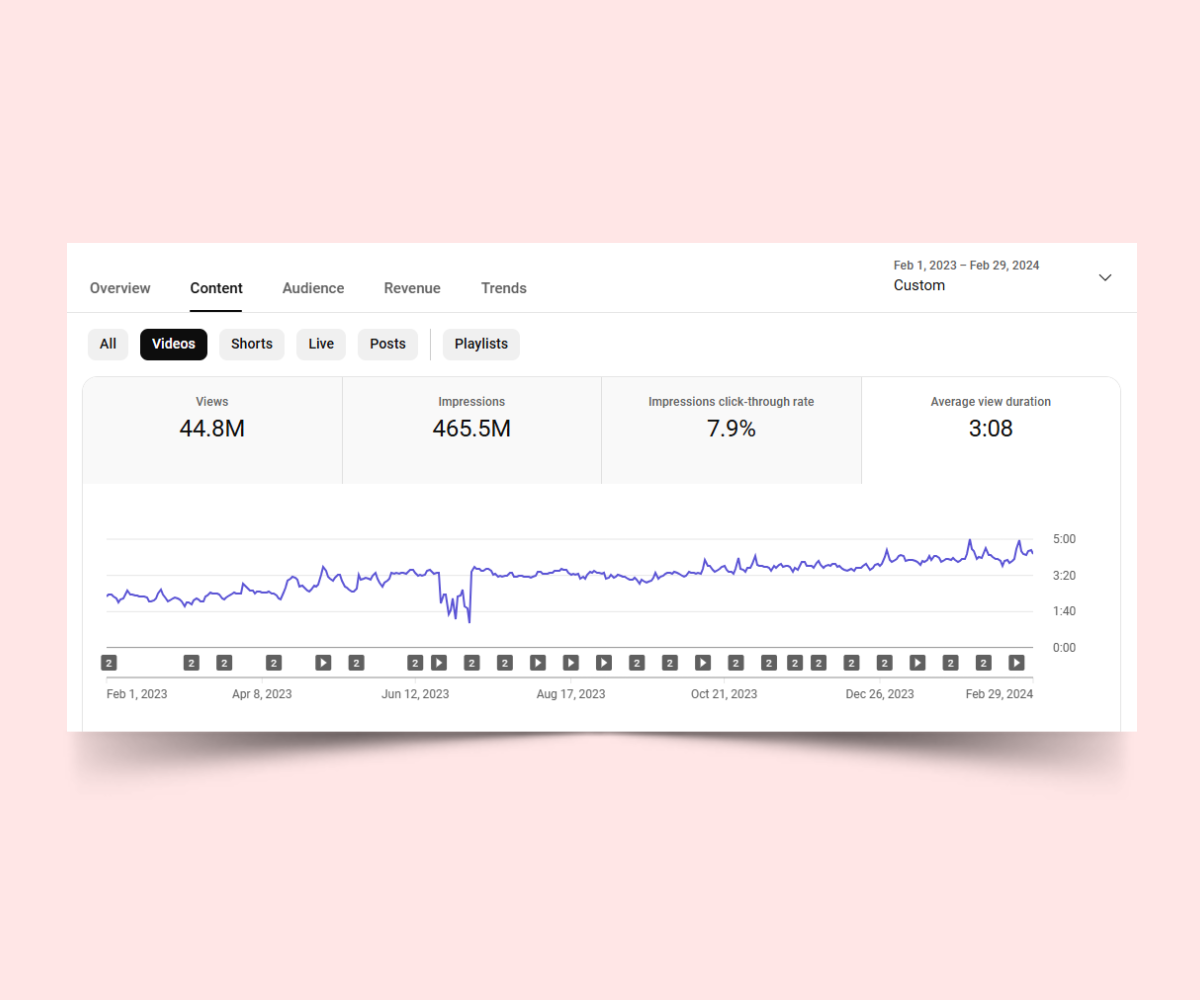 Feb 1, 2023 – Feb 29, 2024
Overview Content Audience Revenue Trends Custom
All Videos Shorts Live Posts Playlists
Views Impressions Impressions click-through rate Average view duration
44.8M 465.5M 7.9% 3:08
5:00
3:20
1:40
0:00
2 2 2 2 2 2 2 2 2 2 2 2 2 2 2 2 2 2
Feb 1, 2023 Apr 8, 2023 Jun 12, 2023 Aug 17, 2023 Oct 21, 2023 Dec 26, 2023 Feb 29, 2024